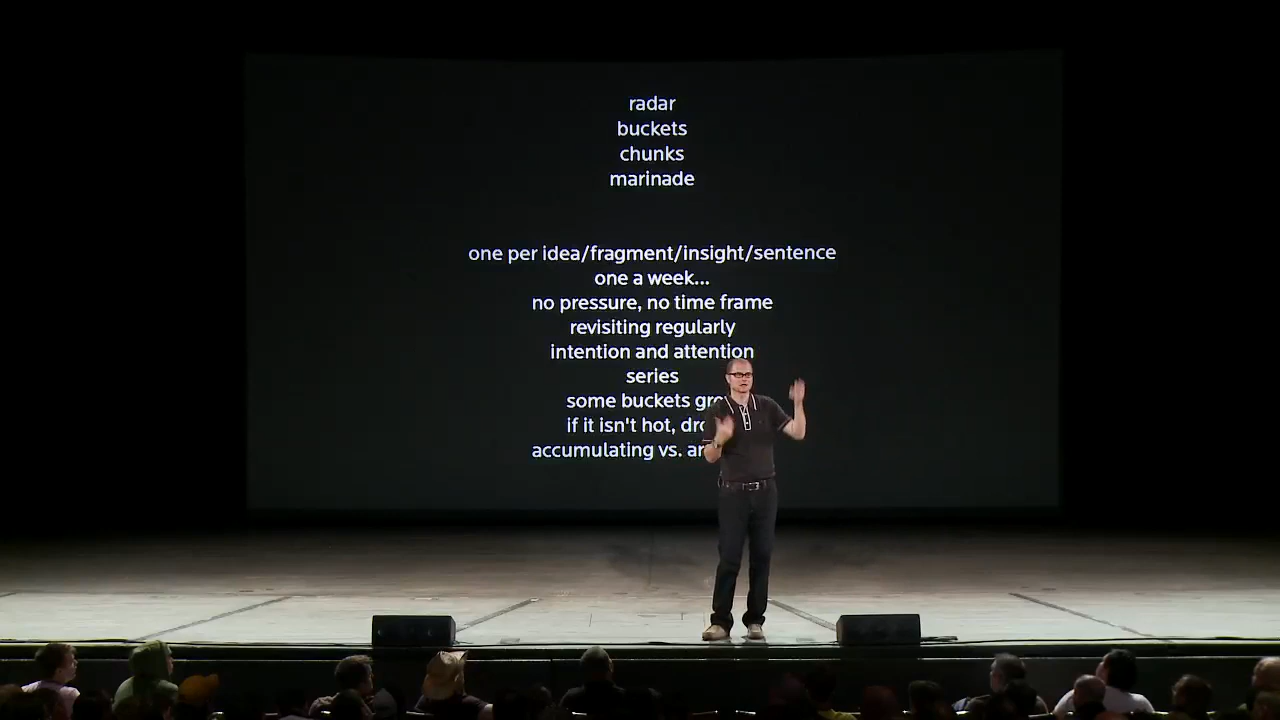 radar
buckets
chunks
marinade
one per idea/fragment/insight/sentence
one a week...
no pressure, no time frame
revisiting regularly
intention and attention
series
some buckets
if it isn't hot,
accumulating vs.